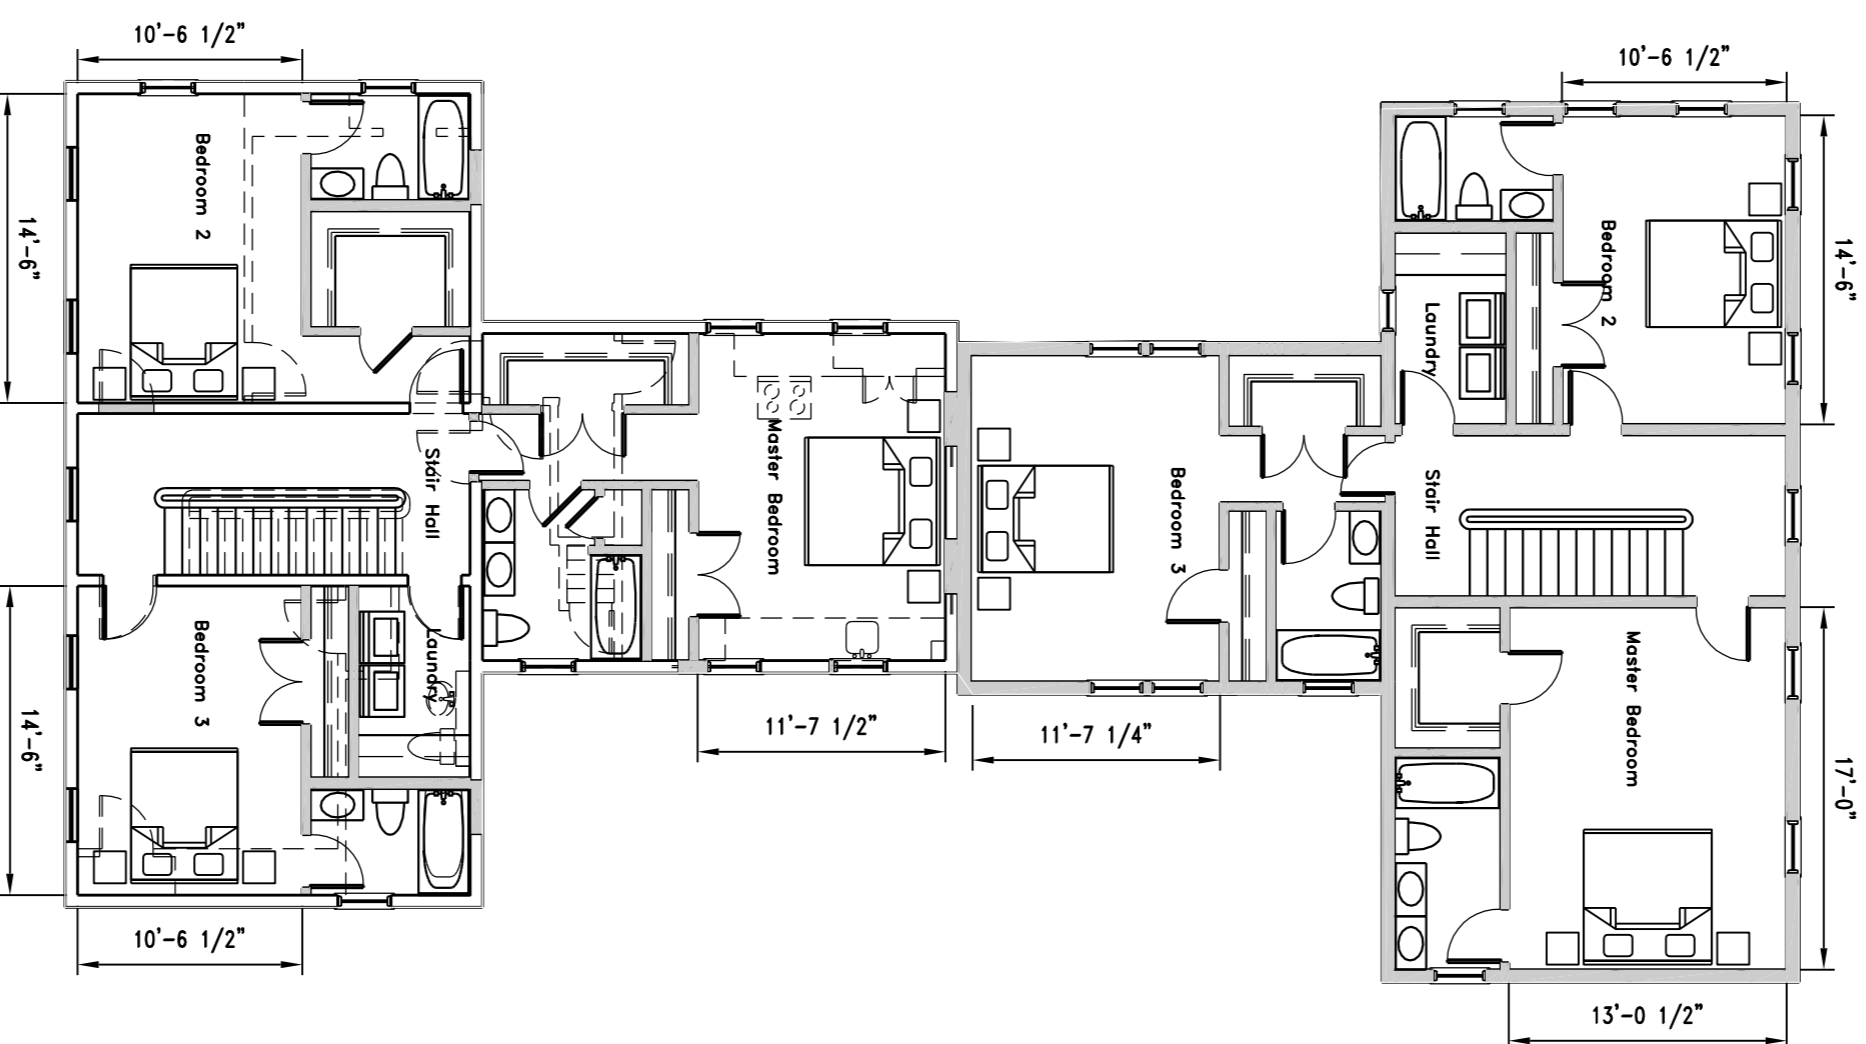 10'-6 1/2"
10'-6 1/2"
Bedroom 2
14'-6"
Bedroom 2
14'-6"
Laundry
Master Bedroom
Stair Hall
Bedroom 3
Stair Hall
Bedroom 3
14'-6"
Laundry
Master Bedroom
17'-0"
11'-7 1/2"
11'-7 1/4"
10'-6 1/2"
13'-0 1/2"